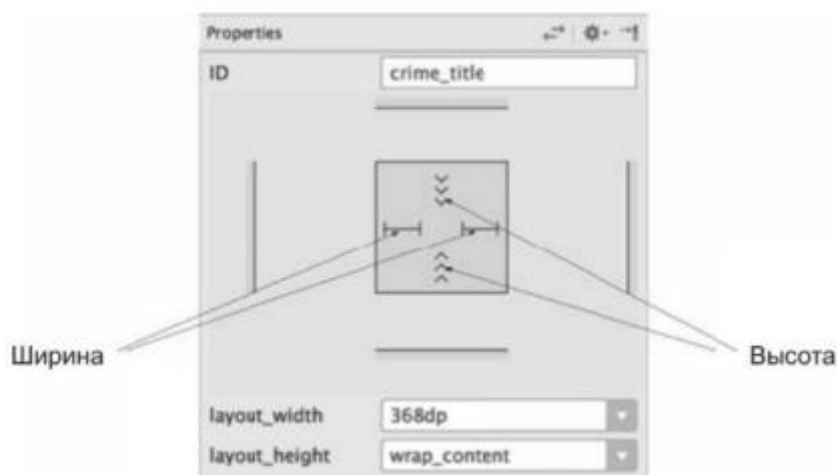 Properties
ID
crime_title
Ширина
Высота
layout_width
368dp
layout_height
wrap_content